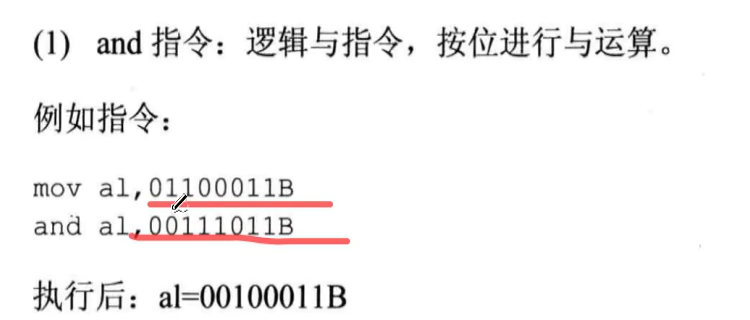 (1) and 指令：逻辑与指令，按位进行与运算。
例如指令：
mov al,01100011B
and al,00111011B
执行后：al=00100011B